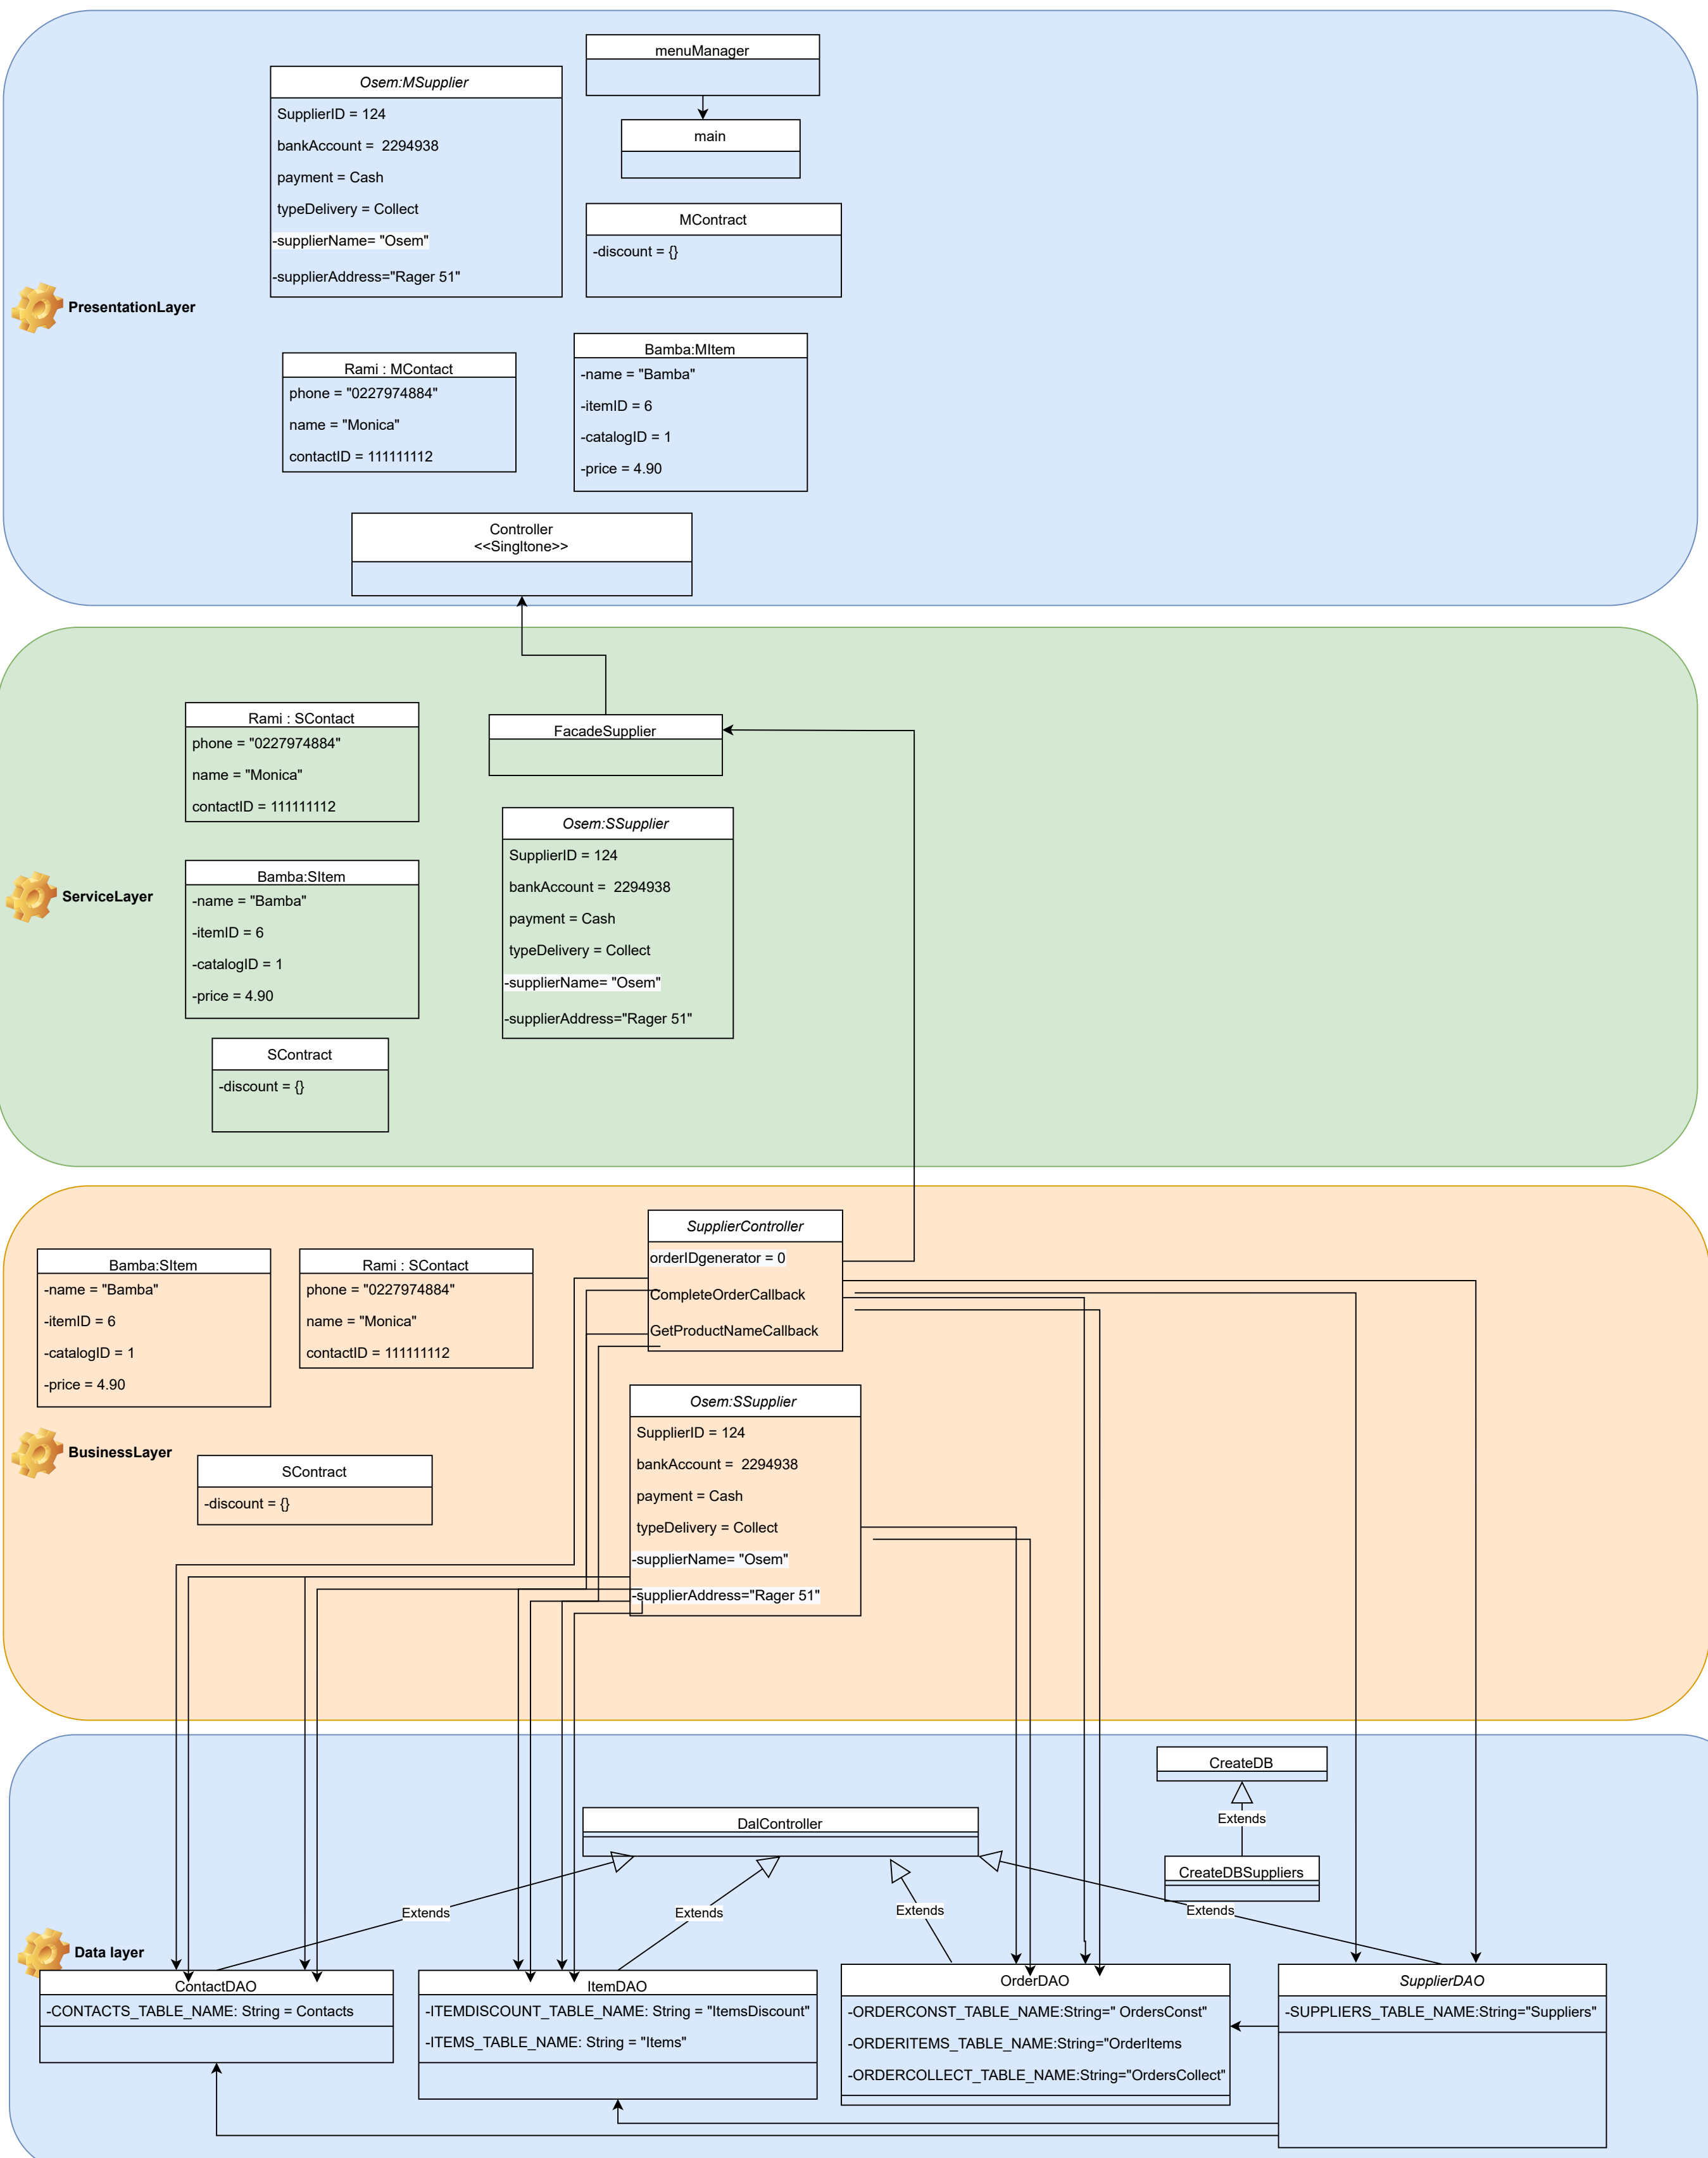 menuManager
Osem:MSupplier
SupplierID = 124
bankAccount =  2294938
payment = Cash
typeDelivery = Collect
-supplierName= "Osem"
-supplierAddress="Rager 51"
main
MContract
-discount = {}
PresentationLayer
Rami : MContact
phone = "0227974884"
name = "Monica"
contactID = 111111112
Bamba:MItem
-name = "Bamba"
-itemID = 6
-catalogID = 1
-price = 4.90
Controller
<<Singltone>>
Rami : SContact
phone = "0227974884"
name = "Monica"
contactID = 111111112
FacadeSupplier
Osem:SSupplier
SupplierID = 124
bankAccount =  2294938
payment = Cash
typeDelivery = Collect
-supplierName= "Osem"
-supplierAddress="Rager 51"
ServiceLayer
Bamba:SItem
-name = "Bamba"
-itemID = 6
-catalogID = 1
-price = 4.90
SContract
-discount = {}
SupplierController
orderIDgenerator = 0
CompleteOrderCallback
GetProductNameCallback
Bamba:SItem
-name = "Bamba"
-itemID = 6
-catalogID = 1
-price = 4.90
Rami : SContact
phone = "0227974884"
name = "Monica"
contactID = 111111112
Osem:SSupplier
SupplierID = 124
bankAccount =  2294938
payment = Cash
typeDelivery = Collect
-supplierName= "Osem"
-supplierAddress="Rager 51"
BusinessLayer
SContract
-discount = {}
CreateDB
Extends
CreateDBSuppliers
DalController
Extends
Extends
Extends
Extends
Data layer
ContactDAO
-CONTACTS_TABLE_NAME: String = Contacts
ItemDAO
-ITEMDISCOUNT_TABLE_NAME: String = "ItemsDiscount"
-ITEMS_TABLE_NAME: String = "Items"
OrderDAO
-ORDERCONST_TABLE_NAME:String=" OrdersConst"
-ORDERITEMS_TABLE_NAME:String="OrderItems
-ORDERCOLLECT_TABLE_NAME:String="OrdersCollect"
SupplierDAO
-SUPPLIERS_TABLE_NAME:String="Suppliers"